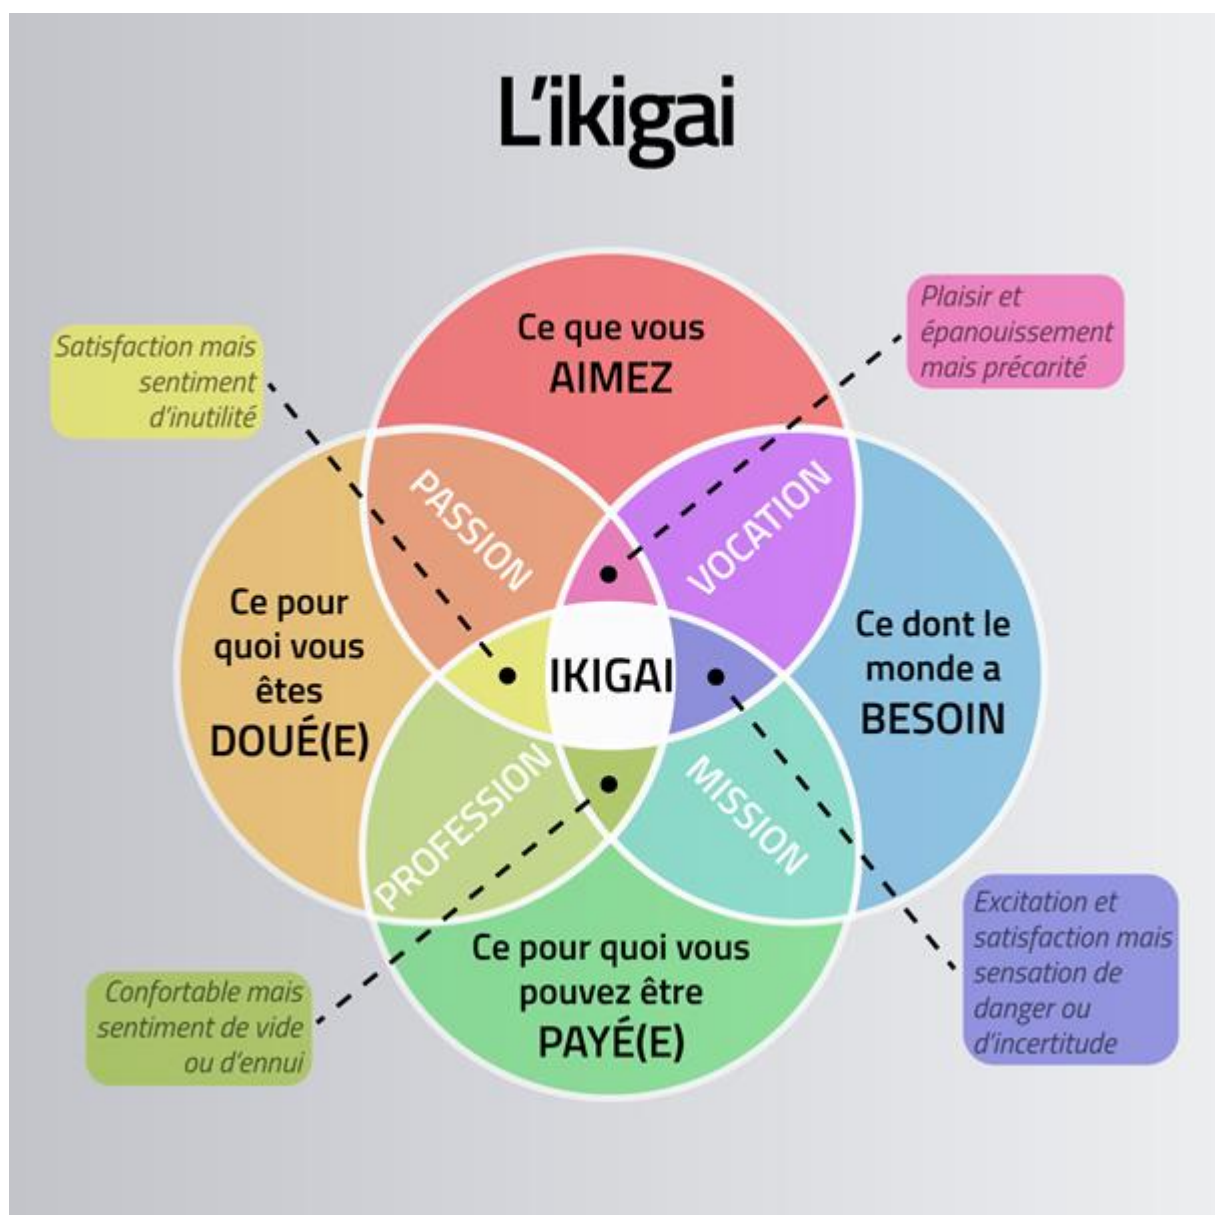 L'ikigai
Ce que vous
AIMEZ
Plaisir et
épanouissement
mais précarité
Satisfaction mais
sentiment
d'inutilité
PASSION
VOCATION
Ce pour
quoi vous
êtes
DOUÉ(E)
IKIGAI
Ce dont le
monde a
BESOIN
PROFESSION
MISSION
Ce pour quoi vous
pouvez être
PAYÉ(E)
Confortable mais
sentiment de vide
ou d'ennui
Excitation et
satisfaction mais
sensation de
danger ou
d'incertitude